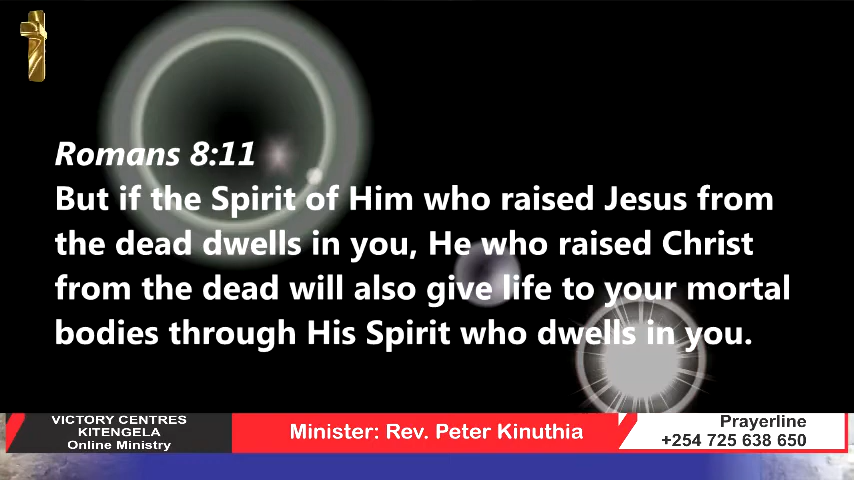 Romans 8:11
But if the Spirit of Him who raised Jesus from
the dead dwells in you, He who raised Christ
from the dead will also give life to your mortal
bodies through His Spirit who dwells in you.
VICTORY CENTRES
KITENGELA
Online Ministry
Minister: Rev. Peter Kinuthia
Prayerline
+254 725 638 650